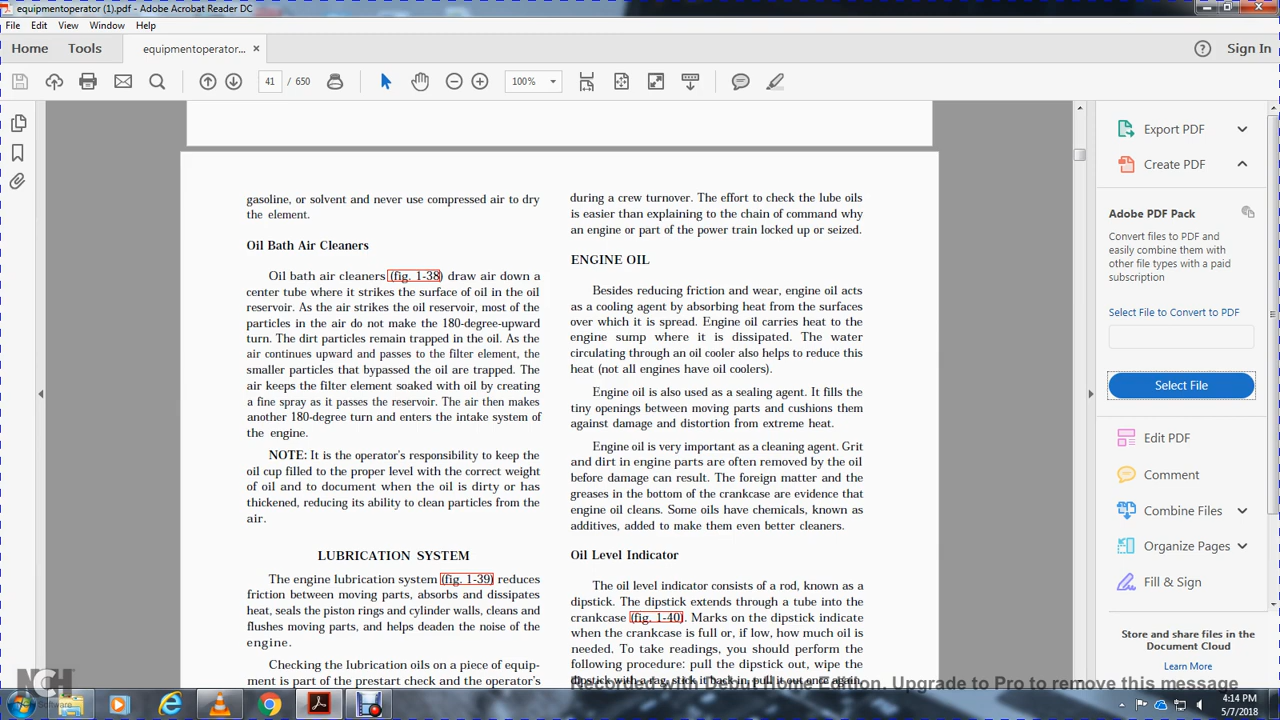 equipmentoperator (1).pdf - Adobe Acrobat Reader DC
File Edit View Window Help
Home Tools equipmentoperator... × Sign In
41 / 650 100%
gasoline, or solvent and never use compressed air to dry
the element.
Oil Bath Air Cleaners
Oil bath air cleaners (fig. 1-38) draw air down a
center tube where it strikes the surface of oil in the oil
reservoir. As the air strikes the oil reservoir, most of the
particles in the air do not make the 180-degree-upward
turn. The dirt particles remain trapped in the oil. As the
air continues upward and passes to the filter element, the
smaller particles that bypassed the oil are trapped. The
air keeps the filter element soaked with oil by creating
a fine spray as it passes the reservoir. The air then makes
another 180-degree turn and enters the intake system of
the engine.
NOTE: It is the operator's responsibility to keep the
oil cup filled to the proper level with the correct weight
of oil and to document when the oil is dirty or has
thickened, reducing its ability to clean particles from the
air.
LUBRICATION SYSTEM
The engine lubrication system (fig. 1-39) reduces
friction between moving parts, absorbs and dissipates
heat, seals the piston rings and cylinder walls, cleans and
flushes moving parts, and helps deaden the noise of the
engine.
Checking the lubrication oils on a piece of equip-
ment is part of the prestart check and the operator's
during a crew turnover. The effort to check the lube oils
is easier than explaining to the chain of command why
an engine or part of the power train locked up or seized.
ENGINE OIL
Besides reducing friction and wear, engine oil acts
as a cooling agent by absorbing heat from the surfaces
over which it is spread. Engine oil carries heat to the
engine sump where it is dissipated. The water
circulating through an oil cooler also helps to reduce this
heat (not all engines have oil coolers).
Engine oil is also used as a sealing agent. It fills the
tiny openings between moving parts and cushions them
against damage and distortion from extreme heat.
Engine oil is very important as a cleaning agent. Grit
and dirt in engine parts are often removed by the oil
before damage can result. The foreign matter and the
greases in the bottom of the crankcase are evidence that
engine oil cleans. Some oils have chemicals, known as
additives, added to make them even better cleaners.
Oil Level Indicator
The oil level indicator consists of a rod, known as a
dipstick. The dipstick extends through a tube into the
crankcase (fig. 1-40). Marks on the dipstick indicate
when the crankcase is full or, if low, how much oil is
needed. To take readings, you should perform the
following procedure: pull the dipstick out, wipe the
dipstick with a rag, stick it back in, pull it out once again
Export PDF
Create PDF
Adobe PDF Pack
Convert files to PDF and
easily combine them with
other file types with a paid
subscription
Select File to Convert to PDF
Select File
Edit PDF
Comment
Combine Files
Organize Pages
Fill & Sign
Store and share files in the
Document Cloud
Learn More
NCH Software
Recorded with Debut Home Edition. Upgrade to Pro to remove this message
4:14 PM
5/7/2018